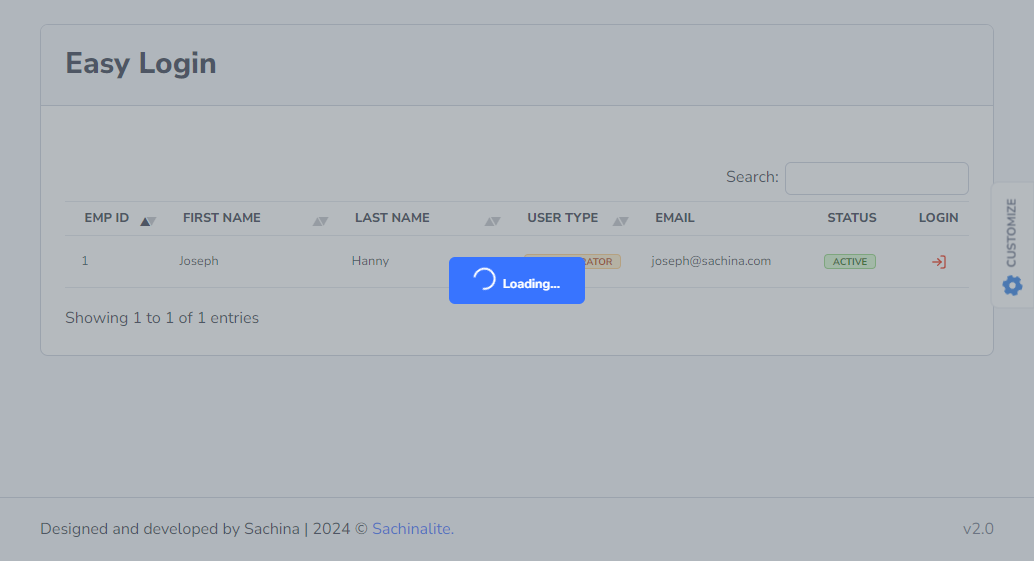 Easy Login
Search:
EMP ID FIRST NAME LAST NAME USER TYPE EMAIL STATUS LOGIN
1 Joseph Hanny joseph@sachina.com ACTIVE
Loading...
Showing 1 to 1 of 1 entries
CUSTOMIZE
Designed and developed by Sachina | 2024 © Sachinalite.
v2.0